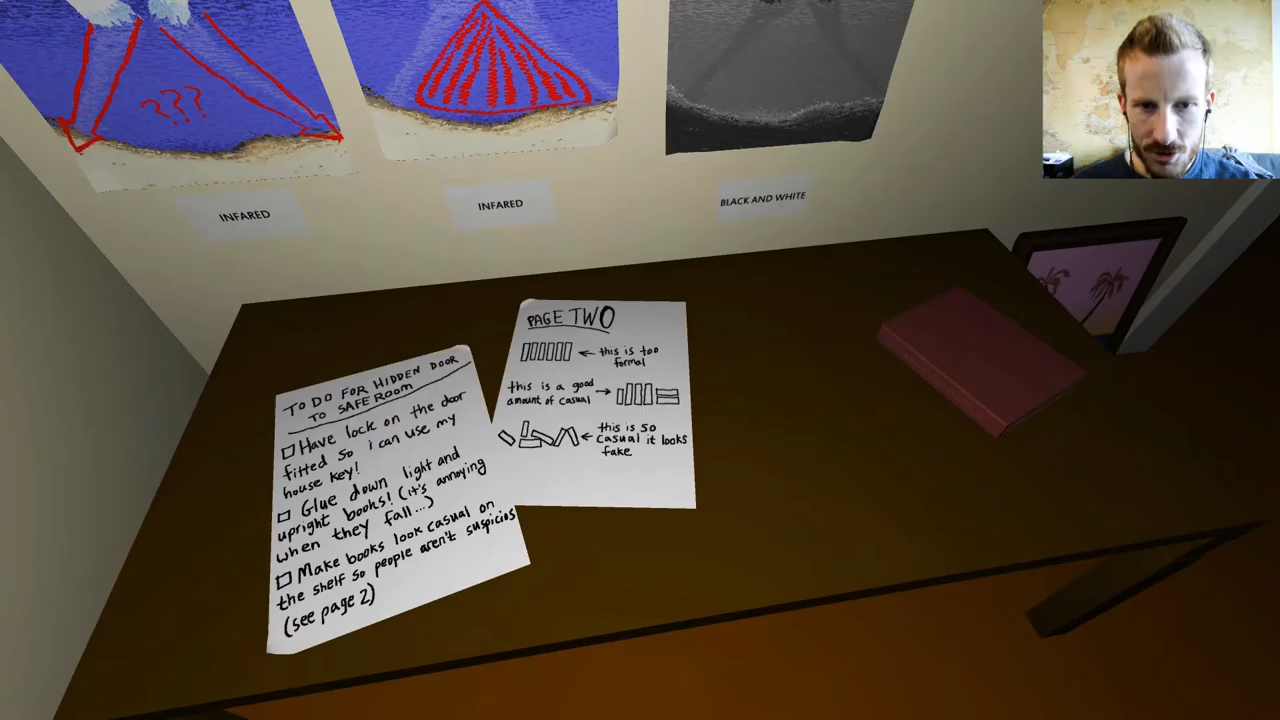 ???
INFARED
INFARED
BLACK AND WHITE
TO DO FOR HIDDEN DOOR
TO SAFE ROOM
Have lock on the door
fitted so i can use my
house key!
Glue down light and
upright books! (it's annoying
when they fall...)
Make books look casual on
the shelf so people aren't suspicios
(see page 2)
PAGE TWO
this is too
formal
this is a good
amount of casual
this is so
casual it looks
fake